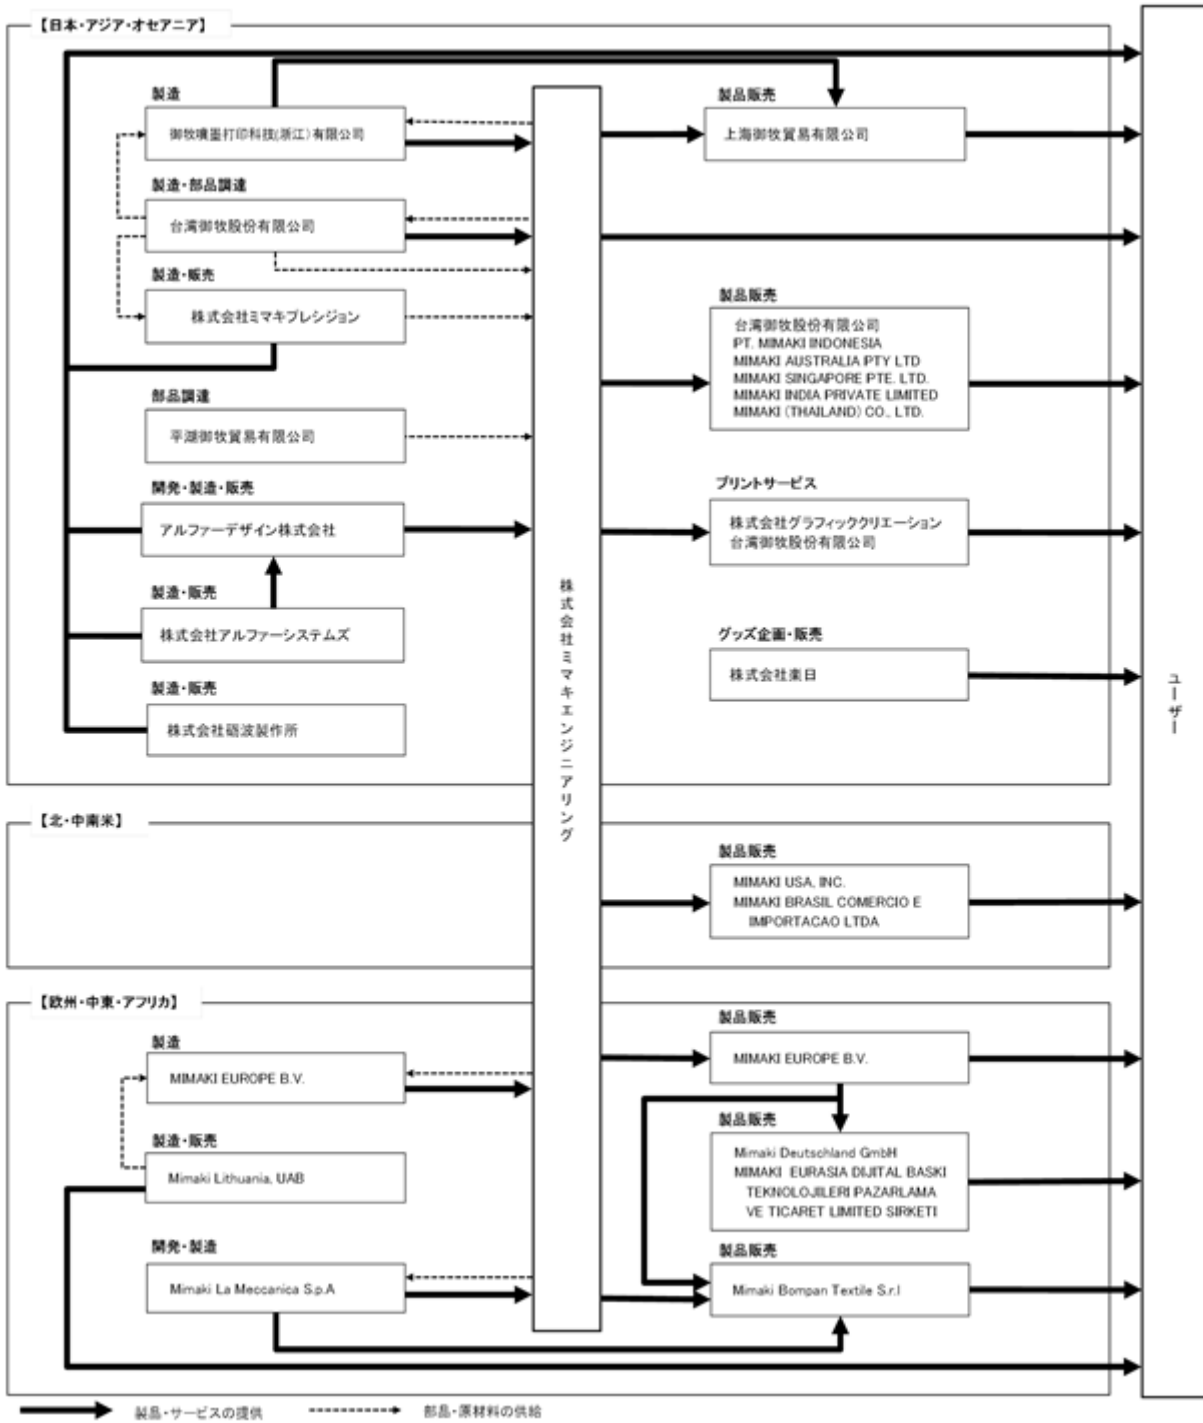 【日本・アジア・オセアニア】
製造
御牧噴墨打印科技(浙江)有限公司
製造・部品調達
台湾御牧股份有限公司
製造・販売
株式会社ミマキプレシジョン
部品調達
平湖御牧貿易有限公司
開発・製造・販売
アルファーデザイン株式会社
製造・販売
株式会社アルファーシステムズ
製造・販売
株式会社砺波製作所
株式会社ミマキエンジニアリング
製品販売
上海御牧貿易有限公司
製品販売
台湾御牧股份有限公司
PT. MIMAKI INDONESIA
MIMAKI AUSTRALIA PTY LTD
MIMAKI SINGAPORE PTE. LTD.
MIMAKI INDIA PRIVATE LIMITED
MIMAKI (THAILAND) CO., LTD.
プリントサービス
株式会社グラフィッククリエーション
台湾御牧股份有限公司
グッズ企画・販売
株式会社楽日
ユーザー
【北・中南米】
製品販売
MIMAKI USA, INC.
MIMAKI BRASIL COMERCIO E
IMPORTACAO LTDA
【欧州・中東・アフリカ】
製造
MIMAKI EUROPE B.V.
製造・販売
Mimaki Lithuania, UAB
開発・製造
Mimaki La Meccanica S.p.A
製品販売
MIMAKI EUROPE B.V.
製品販売
Mimaki Deutschland GmbH
MIMAKI EURASIA DIJITAL BASKI
TEKNOLOJILERI PAZARLAMA
VE TICARET LIMITED SIRKETI
製品販売
Mimaki Bompan Textile S.r.l
製品・サービスの提供
部品・原材料の供給